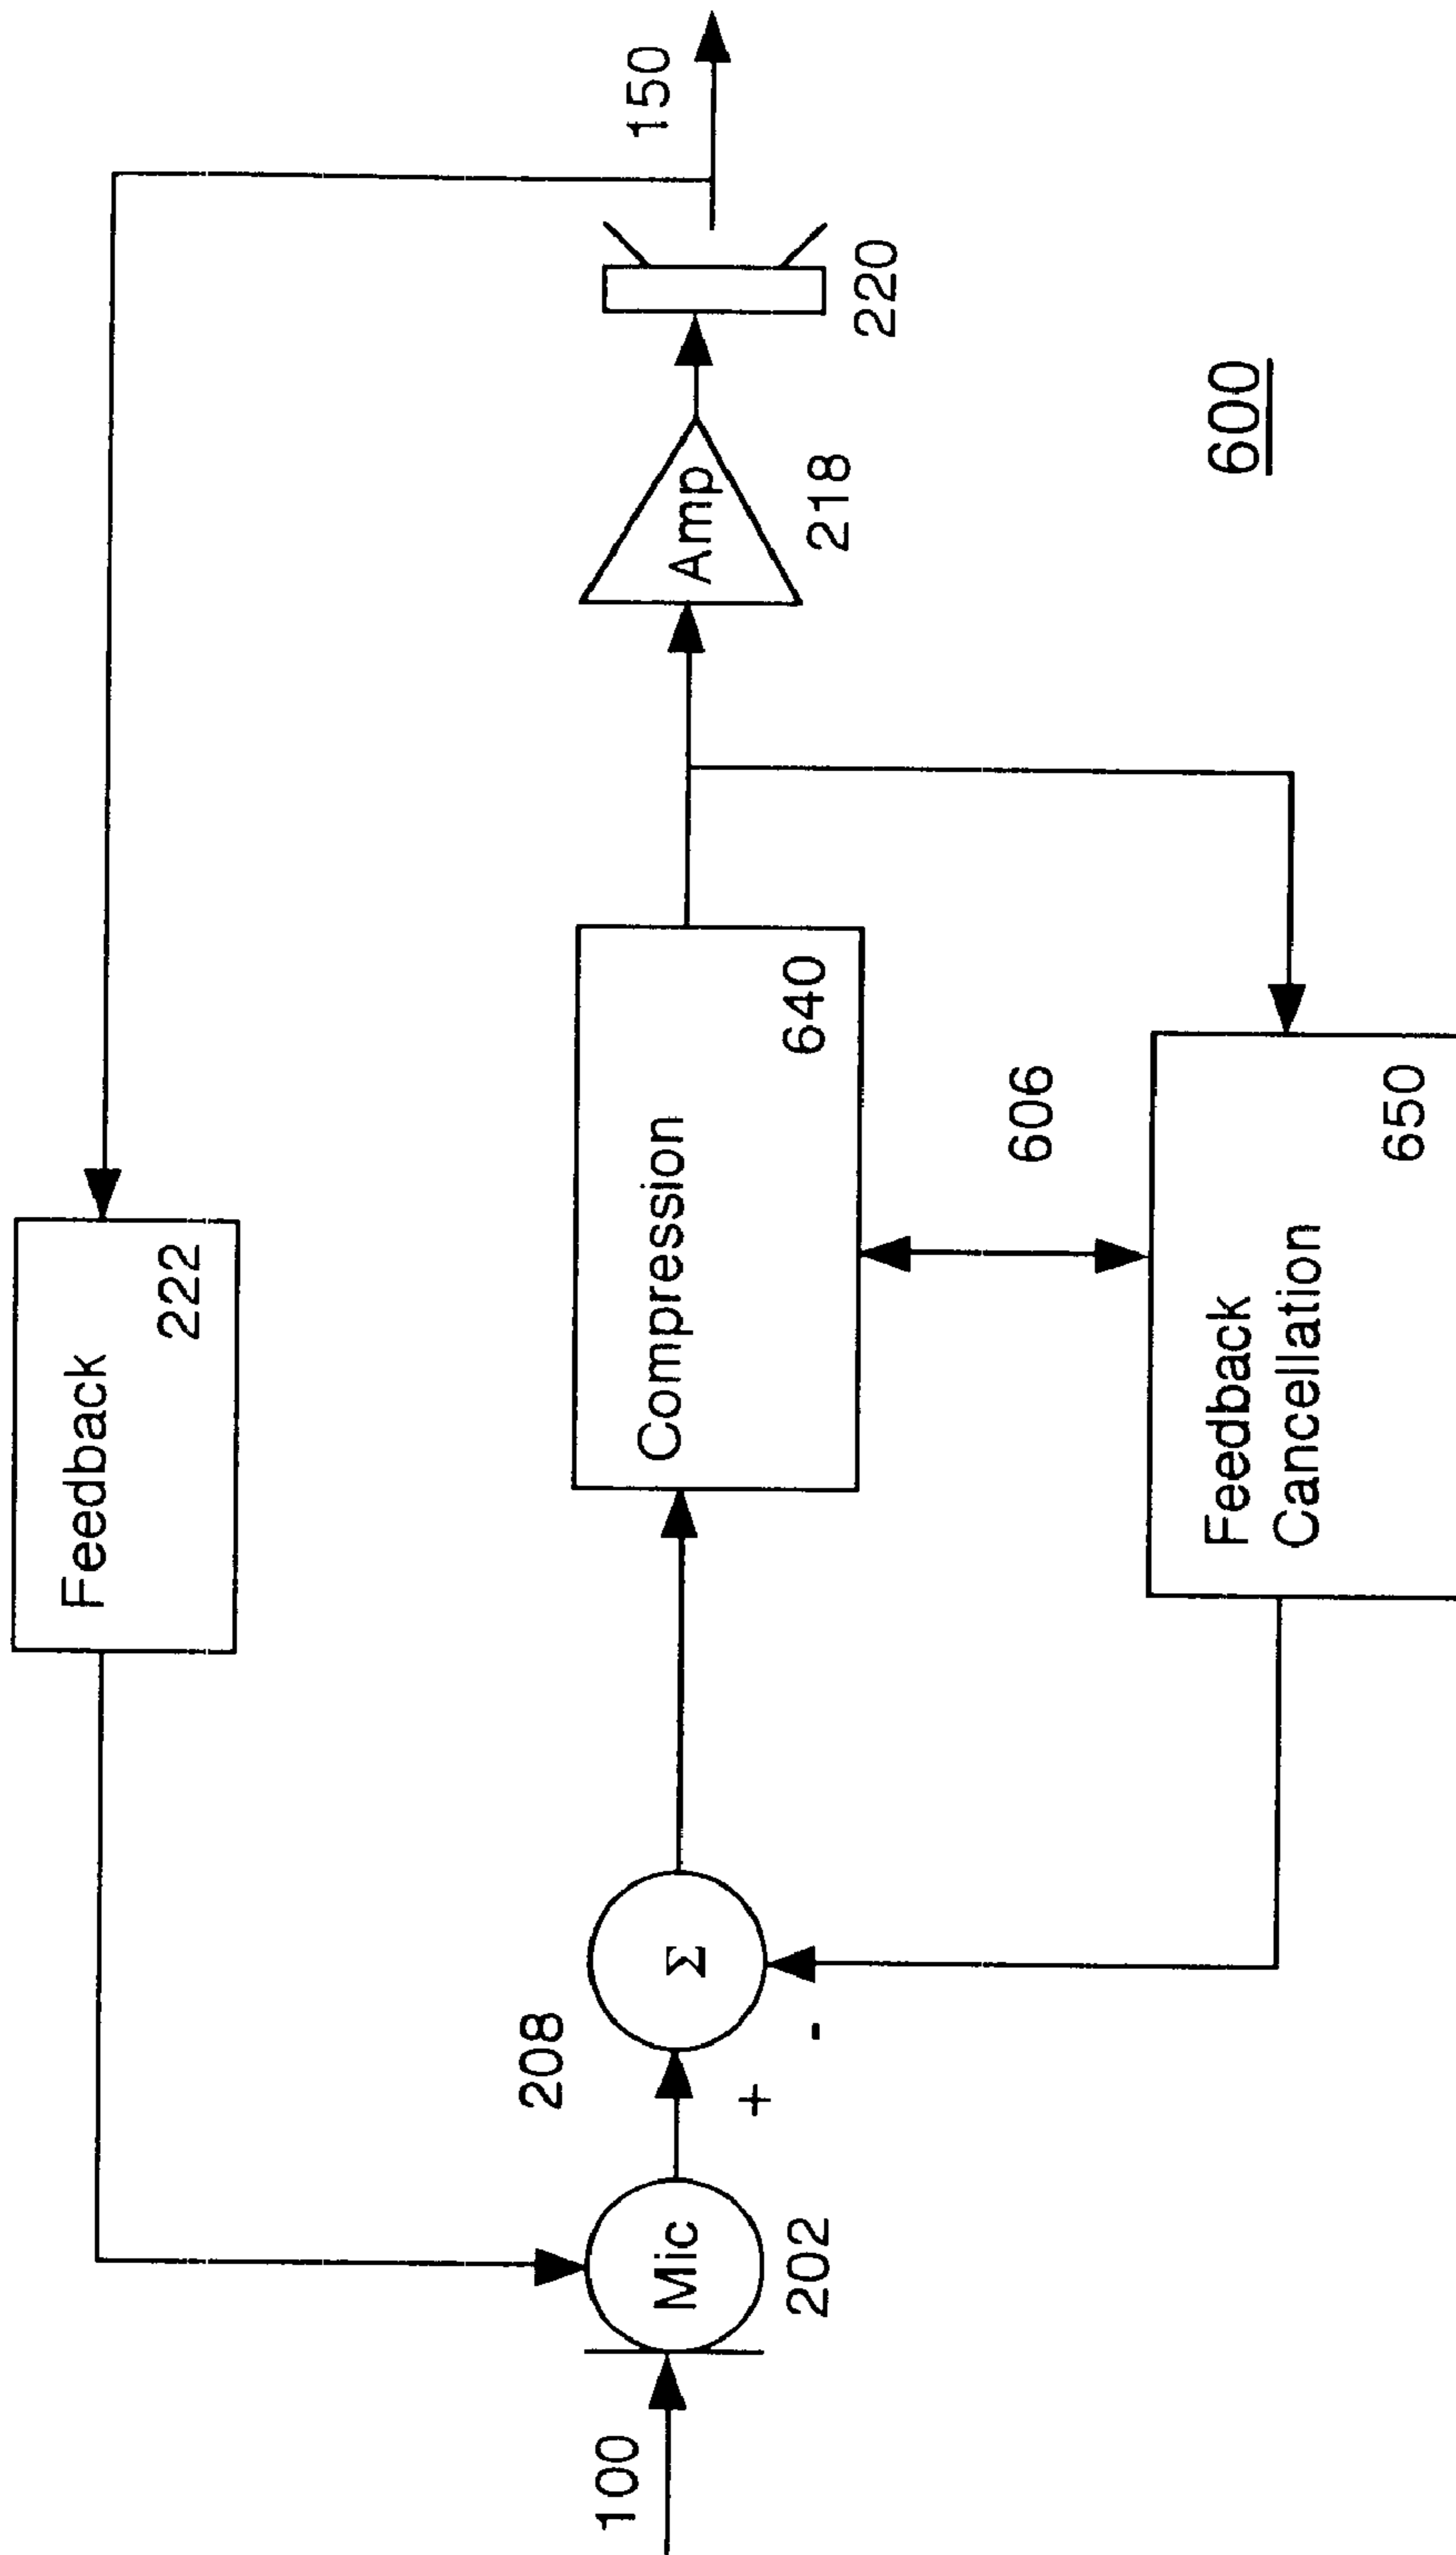 Feedback
222
150
100
Mic
202
208
Σ
+
-
Compression
640
Amp
218
220
606
Feedback
Cancellation
650
600